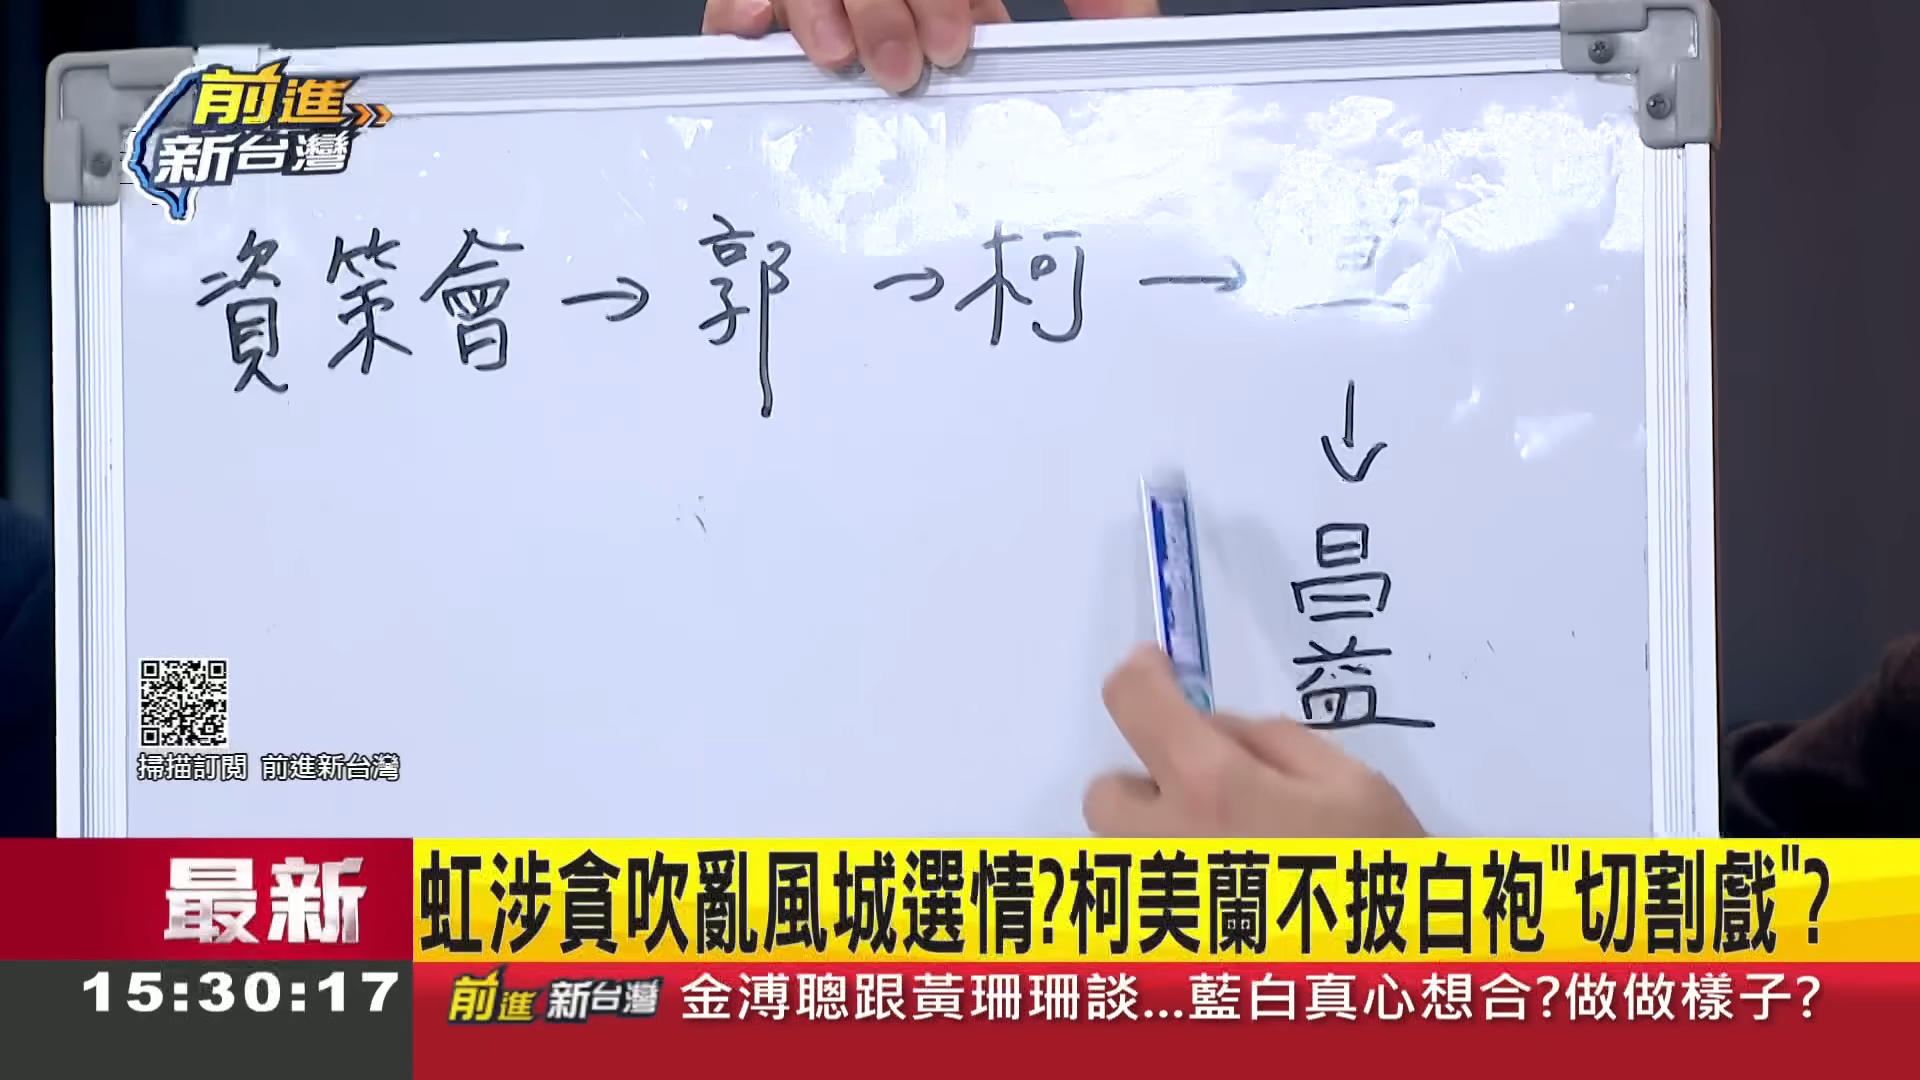 前進
新台灣
資策會→郭→柯→
↓
昌益
掃描訂閱 前進新台灣
最新
虹涉貪吹亂風城選情?柯美蘭不披白袍"切割戲"?
15:30:17
前進新台灣 金溥聰跟黃珊珊談...藍白真心想合?做做樣子?